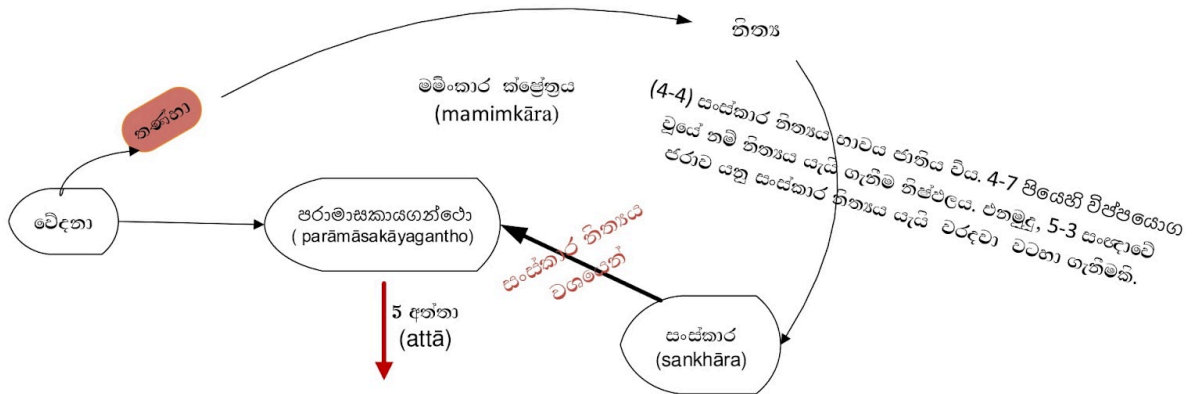 නිත්‍ය
මමිංකාර ක්ෂේත්‍රය
(mamimkāra)
තණහා
(4-4) සංස්කාර නිත්‍යය භාවය ජාතිය විය. 4-7 පියෙහි විප්පයොග
වූයේ නම් නිත්‍යය යැයි ගැනීම නිෂ්ඵලය. එනමුදු, 5-3 සංඥාවේ
ජරාව යනු සංස්කාර නිත්‍යය යැයි වරදවා වටහා ගැනීමකි.
වේදනා
පරාමාසකායගන්ථො
( parāmāsakāyagantho)
සංස්කාර නිත්‍යය
වශයෙන්
5 අත්තා
(attā)
සංස්කාර
(sankhāra)